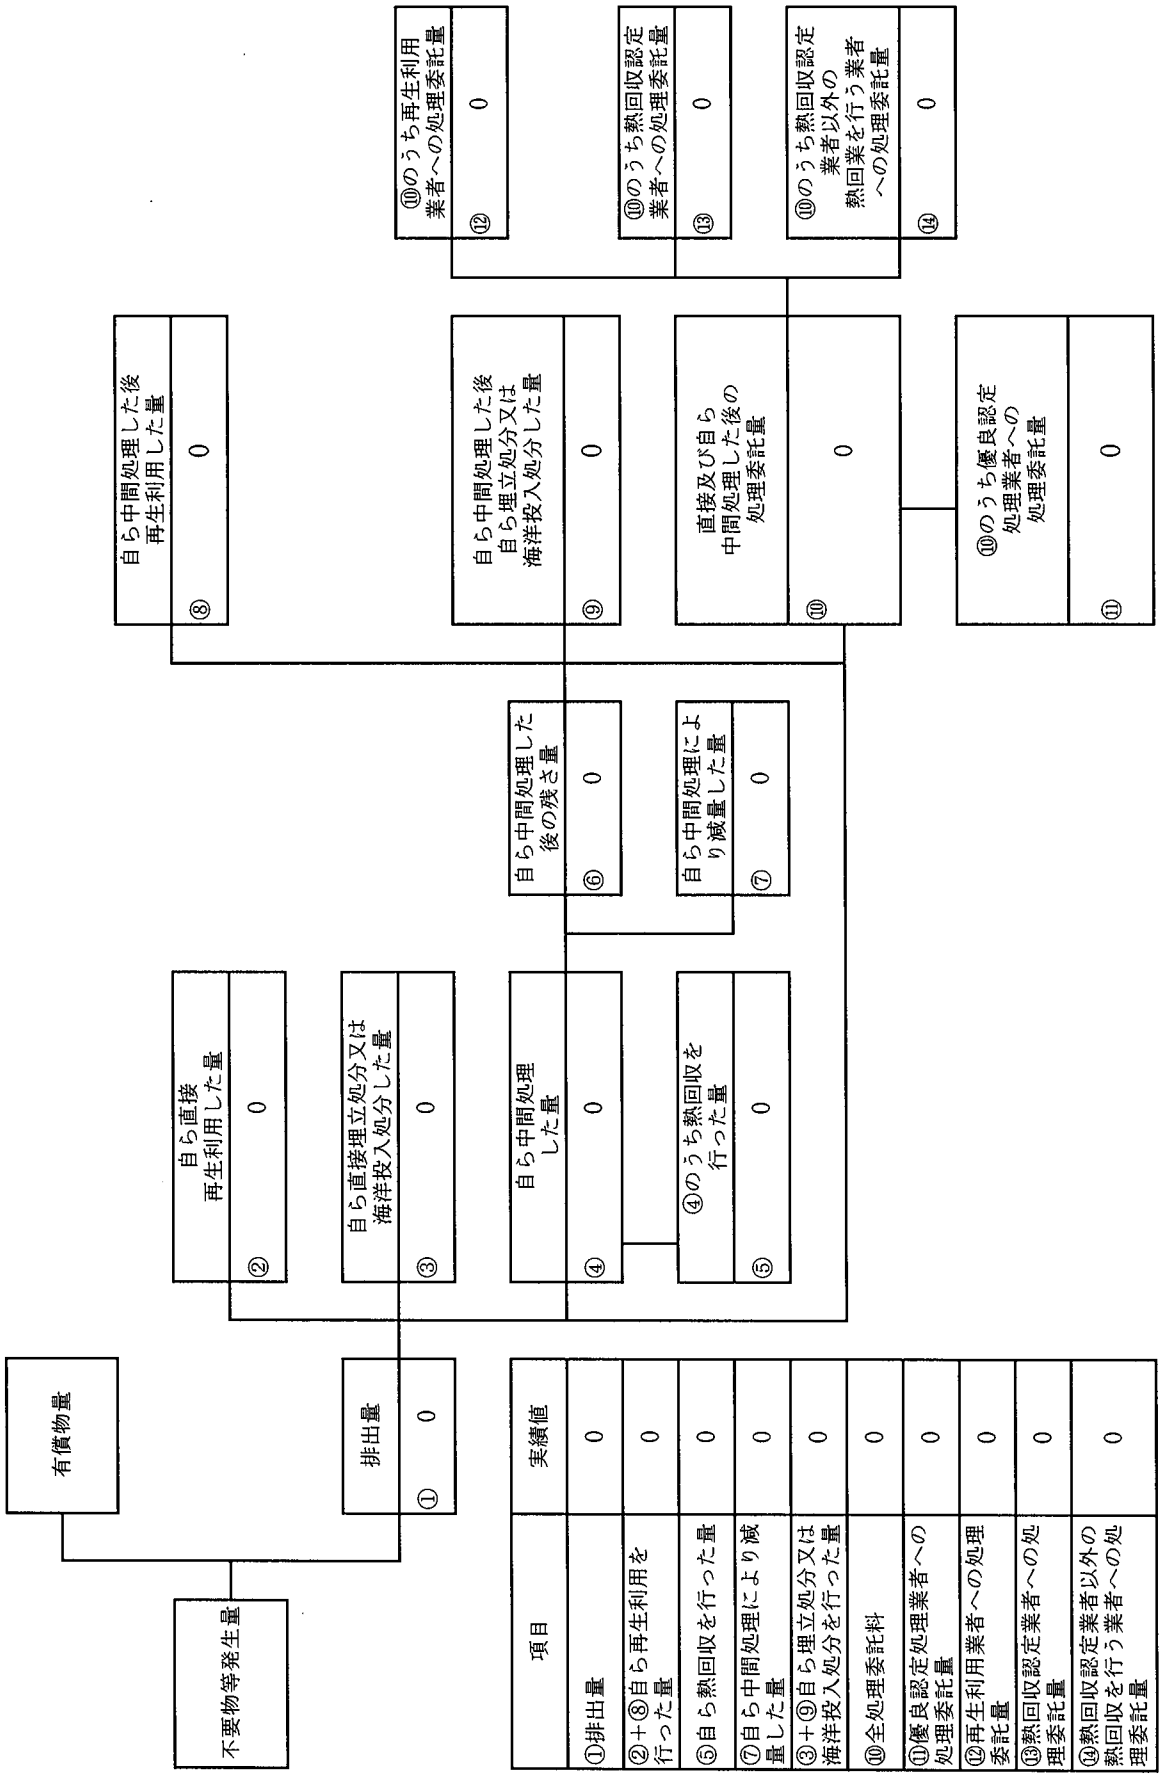 不要物等発生量
有償物量
排出量
① 0
自ら直接
再生利用した量
② 0
自ら直接埋立処分又は
海洋投入処分した量
③ 0
自ら中間処理
した量
④ 0
④のうち熱回収を
行った量
⑤ 0
自ら中間処理した
後の残さ量
⑥ 0
自ら中間処理によ
り減量した量
⑦ 0
自ら中間処理した後
再生利用した量
⑧ 0
自ら中間処理した後
自ら埋立処分又は
海洋投入処分した量
⑨ 0
直接及び自ら
中間処理した後の
処理委託量
⑩ 0
⑩のうち優良認定
処理業者への
処理委託量
⑪ 0
⑩のうち再生利用
業者への処理委託量
⑫ 0
⑩のうち熱回収認定
業者への処理委託量
⑬ 0
⑩のうち熱回収認定
業者以外の
熱回業を行う業者
への処理委託量
⑭ 0
項目 実績値
①排出量 0
②+⑧自ら再生利用を
行った量 0
⑤自ら熱回収を行った量 0
⑦自ら中間処理により減
量した量 0
③+⑨自ら埋立処分又は
海洋投入処分を行った量 0
⑩全処理委託料 0
⑪優良認定処理業者への
処理委託量 0
⑫再生利用業者への処理
委託量 0
⑬熱回収認定業者への処
理委託量 0
⑭熱回収認定業者以外の
熱回収を行う業者への処
理委託量 0